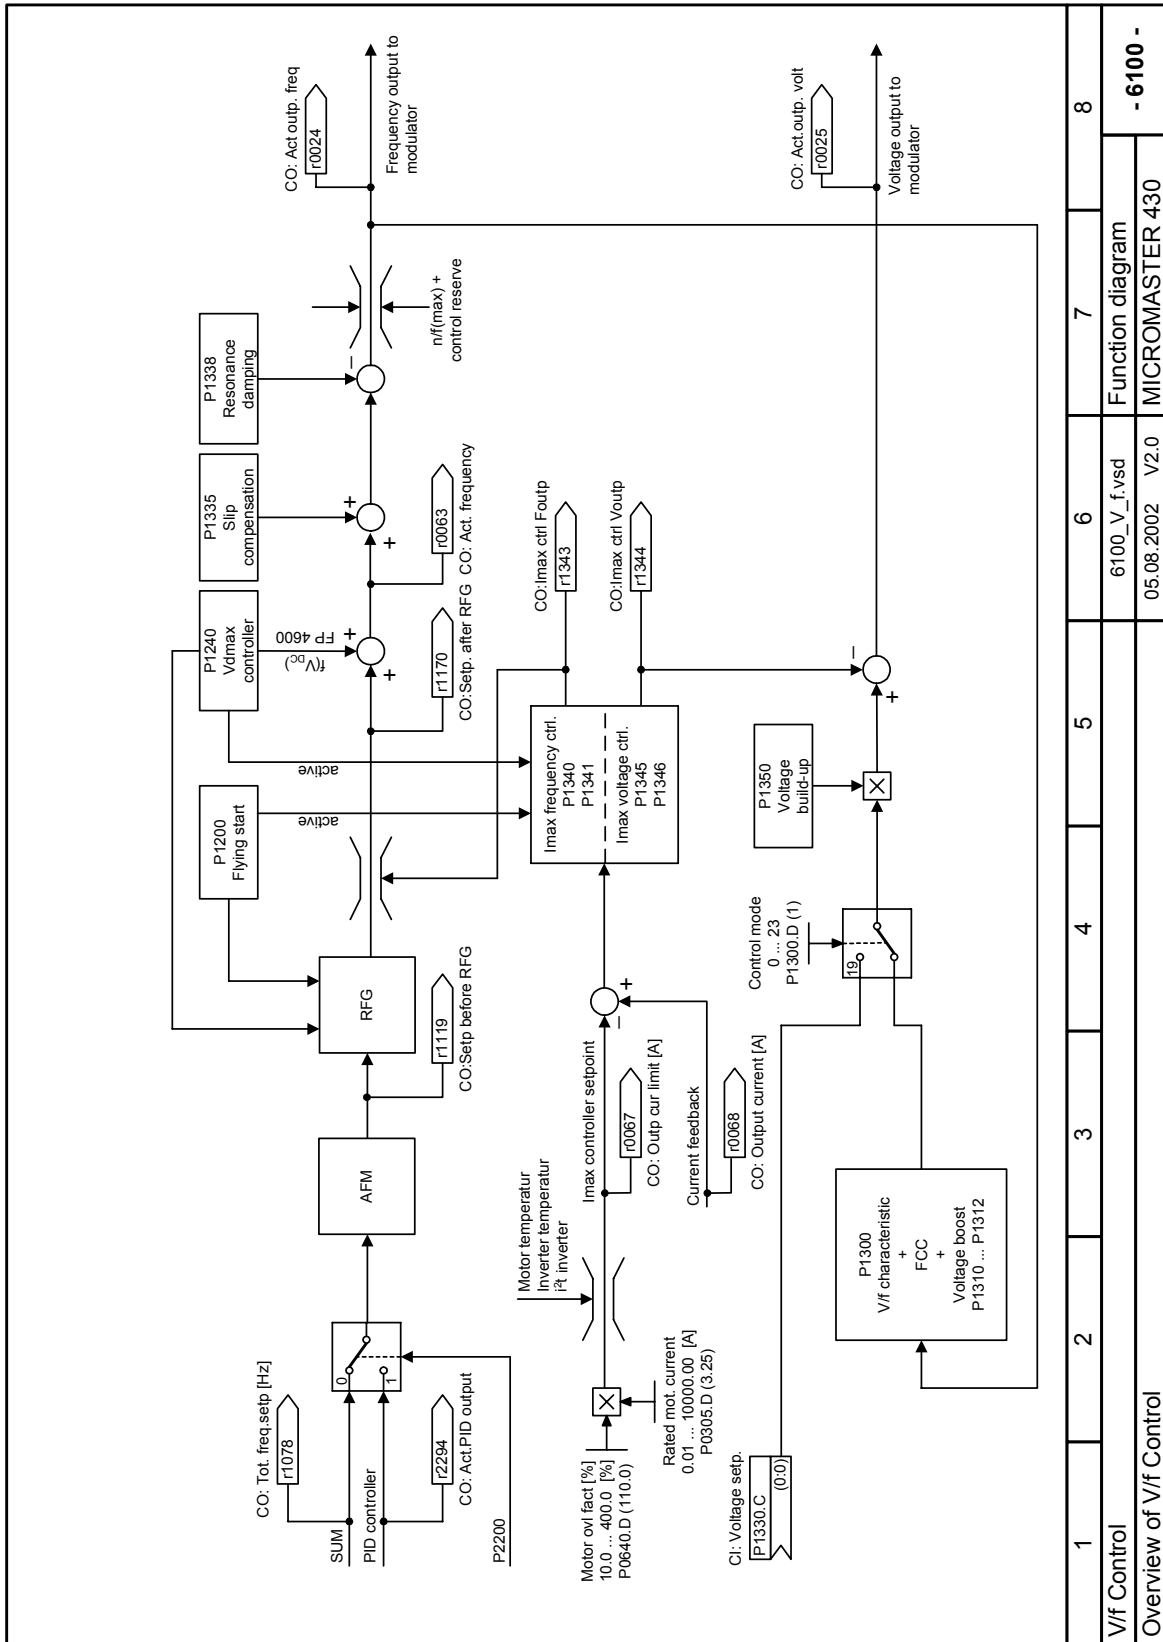 CO: Tot. freq.setp [Hz]
r1078
SUM
PID controller
r2294
CO: Act.PID output
P2200
0
1
AFM
r1119
CO:Setp before RFG
RFG
P1200
Flying start
active
P1240
Vdmax
controller
active
f(VDC)
FP 4600
+
+
r1170
CO:Setp. after RFG
P1335
Slip
compensation
+
+
r0063
CO: Act. frequency
P1338
Resonance
damping
–
n/f(max) +
control reserve
CO: Act outp. freq
r0024
Frequency output to
modulator
Motor ovl fact [%]
10.0 ... 400.0 [%]
P0640.D (110.0)
Rated mot. current
0.01 ... 10000.00 [A]
P0305.D (3.25)
Motor temperatur
Inverter temperatur
i²t inverter
Imax controller setpoint
r0067
CO: Outp cur limit [A]
Current feedback
r0068
CO: Output current [A]
–
+
Imax frequency ctrl.
P1340
P1341
Imax voltage ctrl.
P1345
P1346
CO:Imax ctrl Foutp
r1343
CO:Imax ctrl Voutp
r1344
CI: Voltage setp.
P1330.C
(0:0)
P1300
V/f characteristic
+
FCC
+
Voltage boost
P1310 ... P1312
Control mode
0 ... 23
P1300.D (1)
19
P1350
Voltage
build-up
+
–
CO: Act.outp. volt
r0025
Voltage output to
modulator
1 2 3 4 5 6 7 8
V/f Control
6100_V_f.vsd
Function diagram
- 6100 -
Overview of V/f Control
05.08.2002 V2.0
MICROMASTER 430